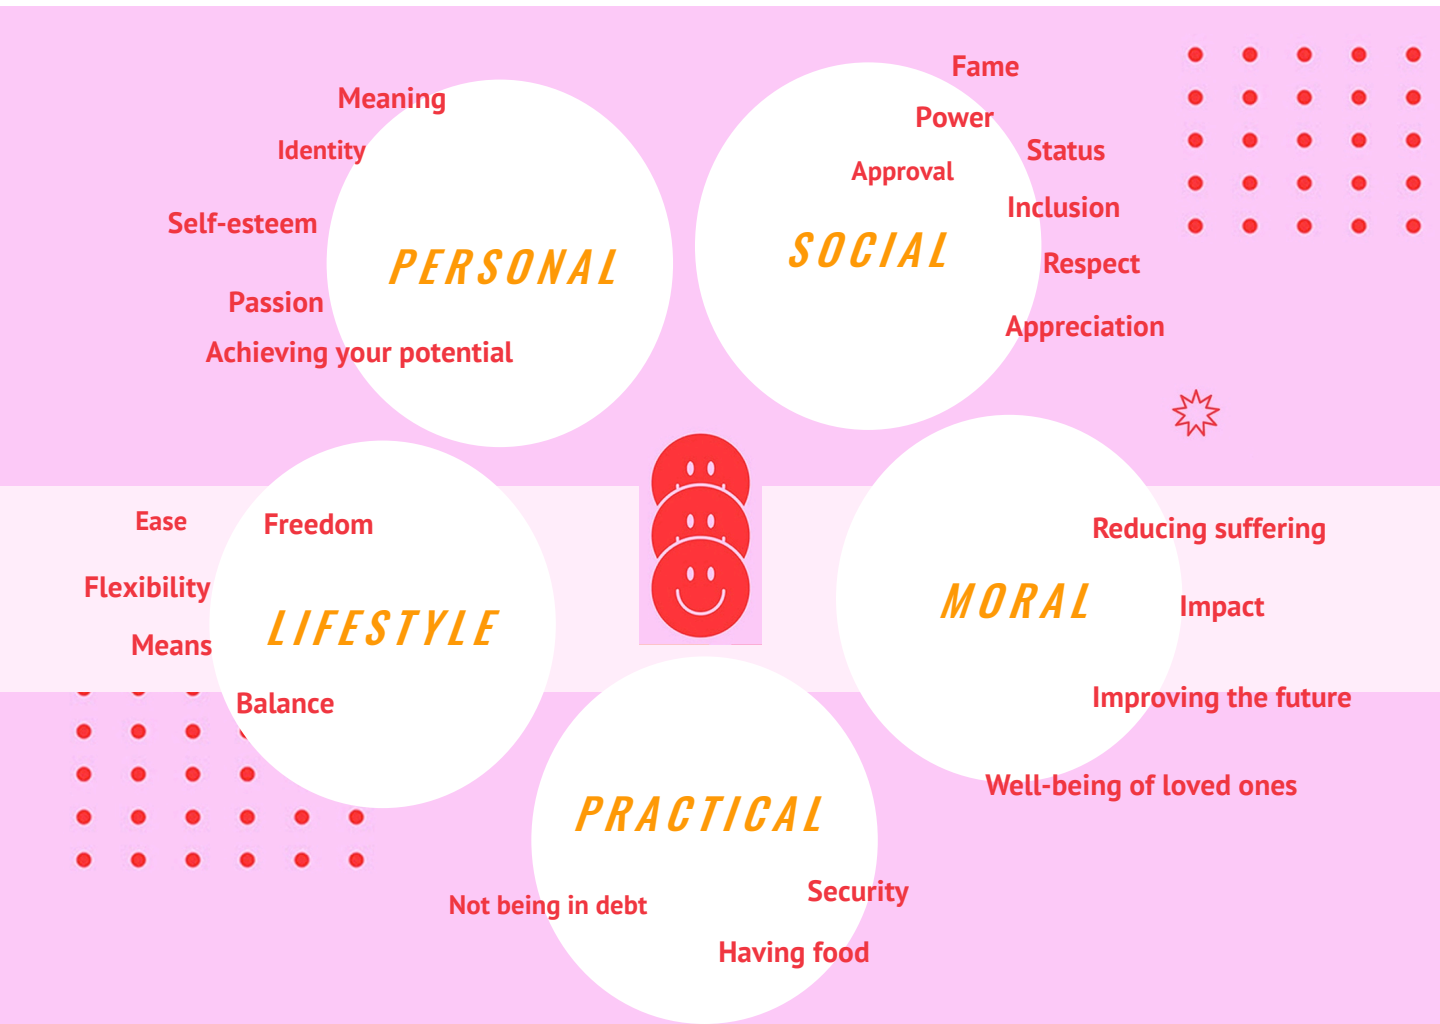 Meaning
Identity
Self-esteem
PERSONAL
Passion
Achieving your potential
Fame
Power
Status
Approval
Inclusion
SOCIAL
Respect
Appreciation
Ease
Freedom
Flexibility
LIFESTYLE
Means
Balance
Reducing suffering
MORAL
Impact
Improving the future
Well-being of loved ones
PRACTICAL
Security
Not being in debt
Having food